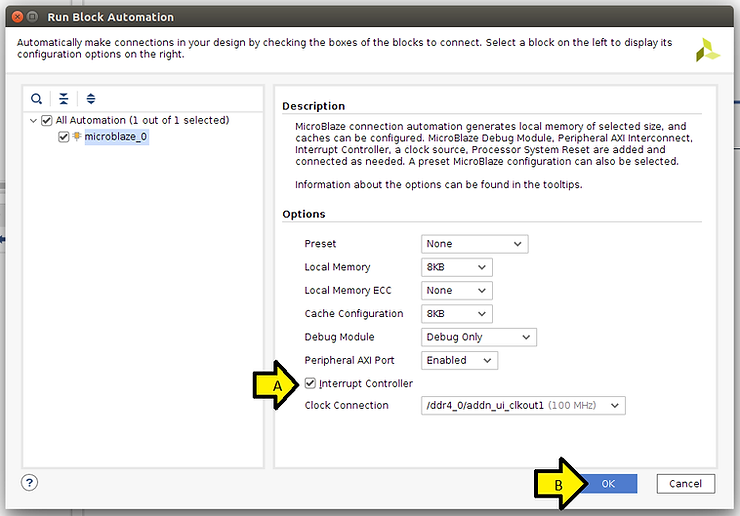 Run Block Automation
Automatically make connections in your design by checking the boxes of the blocks to connect. Select a block on the left to display its
configuration options on the right.
All Automation (1 out of 1 selected)
microblaze_0
Description
MicroBlaze connection automation generates local memory of selected size, and
caches can be configured. MicroBlaze Debug Module, Peripheral AXI Interconnect,
Interrupt Controller, a clock source, Processor System Reset are added and
connected as needed. A preset MicroBlaze configuration can also be selected.
Information about the options can be found in the tooltips.
Options
Preset None
Local Memory 8KB
Local Memory ECC None
Cache Configuration 8KB
Debug Module Debug Only
Peripheral AXI Port Enabled
A Interrupt Controller
Clock Connection /ddr4_0/addn_ui_clkout1 (100 MHz)
? B OK Cancel